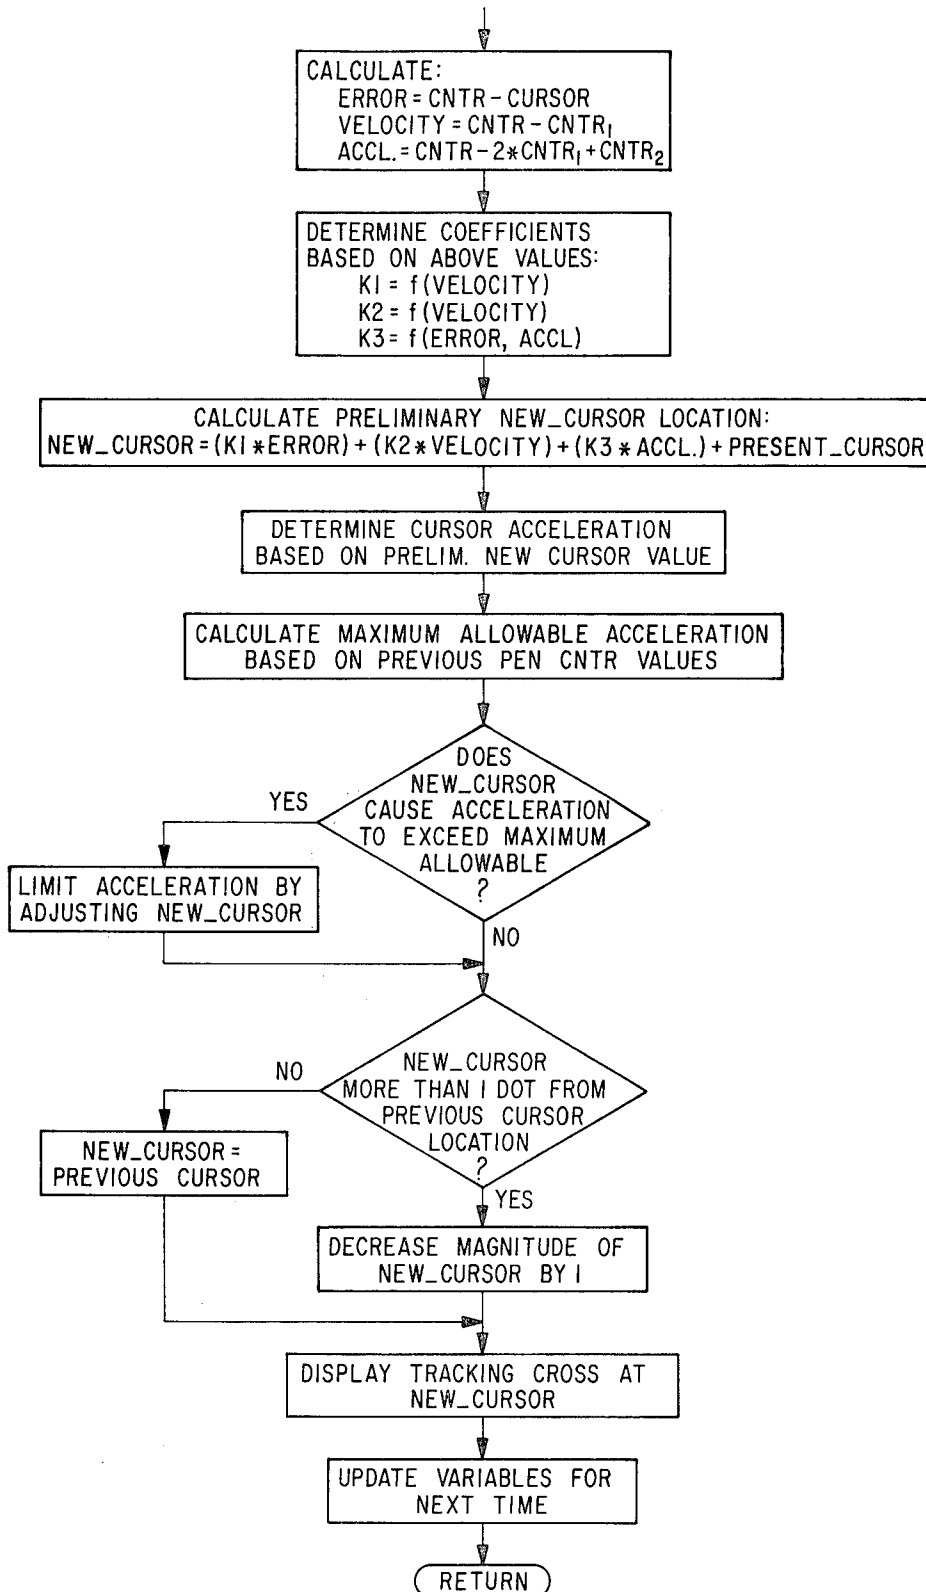 CALCULATE:
ERROR = CNTR - CURSOR
VELOCITY = CNTR - CNTR₁
ACCL. = CNTR - 2*CNTR₁ + CNTR₂
DETERMINE COEFFICIENTS
BASED ON ABOVE VALUES:
K1 = f (VELOCITY)
K2 = f (VELOCITY)
K3 = f (ERROR, ACCL)
CALCULATE PRELIMINARY NEW_CURSOR LOCATION:
NEW_CURSOR = (K1 *ERROR) + (K2*VELOCITY) + (K3 * ACCL.) + PRESENT_CURSOR
DETERMINE CURSOR ACCELERATION
BASED ON PRELIM. NEW CURSOR VALUE
CALCULATE MAXIMUM ALLOWABLE ACCELERATION
BASED ON PREVIOUS PEN CNTR VALUES
DOES
NEW_CURSOR
CAUSE ACCELERATION
TO EXCEED MAXIMUM
ALLOWABLE
?
YES
LIMIT ACCELERATION BY
ADJUSTING NEW_CURSOR
NO
NEW_CURSOR
MORE THAN 1 DOT FROM
PREVIOUS CURSOR
LOCATION
?
NO
NEW_CURSOR =
PREVIOUS CURSOR
YES
DECREASE MAGNITUDE OF
NEW_CURSOR BY 1
DISPLAY TRACKING CROSS AT
NEW_CURSOR
UPDATE VARIABLES FOR
NEXT TIME
RETURN